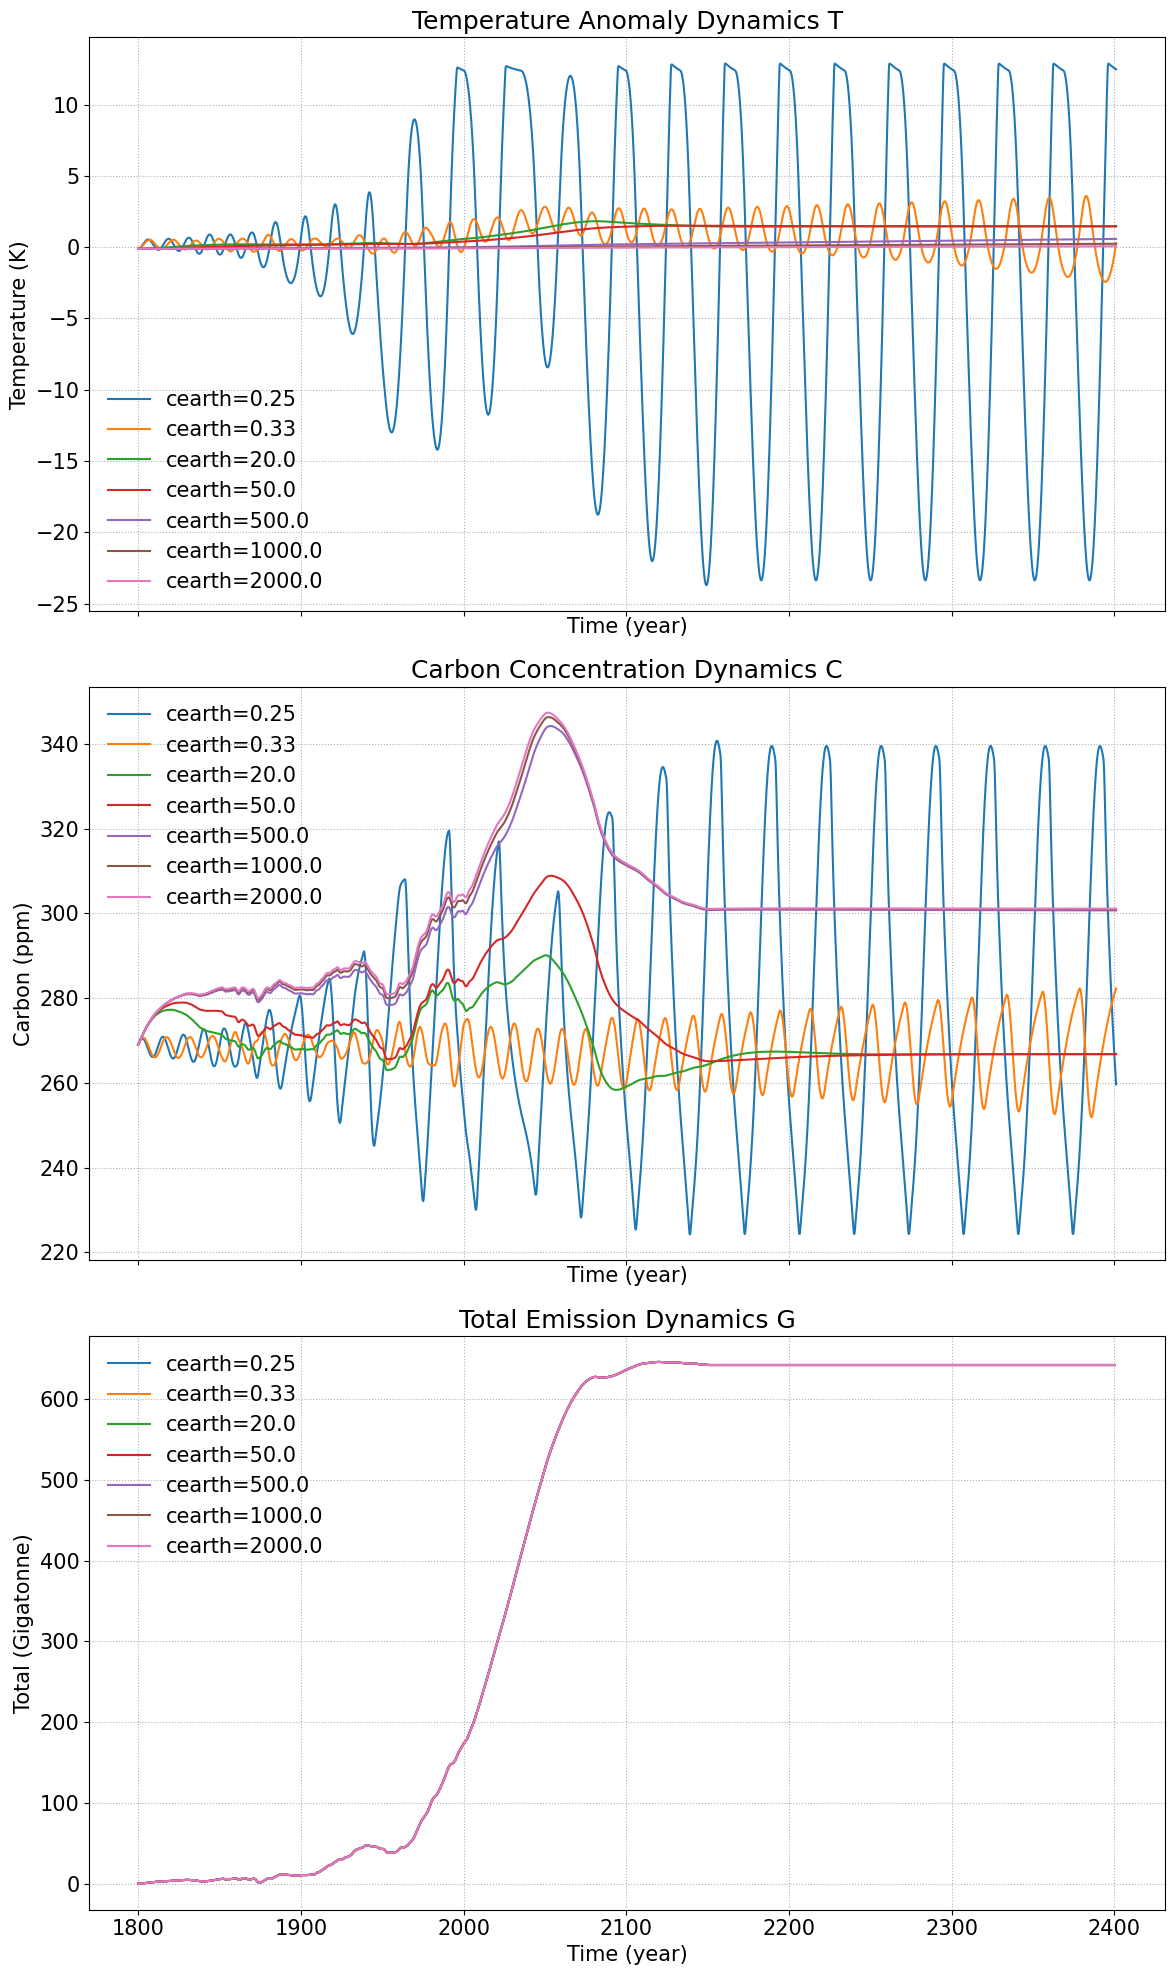 Temperature Anomaly Dynamics T
Temperature (K)
10
5
0
−5
−10
−15
−20
−25
cearth=0.25
cearth=0.33
cearth=20.0
cearth=50.0
cearth=500.0
cearth=1000.0
cearth=2000.0
Time (year)
Carbon Concentration Dynamics C
Carbon (ppm)
340
320
300
280
260
240
220
cearth=0.25
cearth=0.33
cearth=20.0
cearth=50.0
cearth=500.0
cearth=1000.0
cearth=2000.0
Time (year)
Total Emission Dynamics G
Total (Gigatonne)
600
500
400
300
200
100
0
cearth=0.25
cearth=0.33
cearth=20.0
cearth=50.0
cearth=500.0
cearth=1000.0
cearth=2000.0
1800 1900 2000 2100 2200 2300 2400
Time (year)